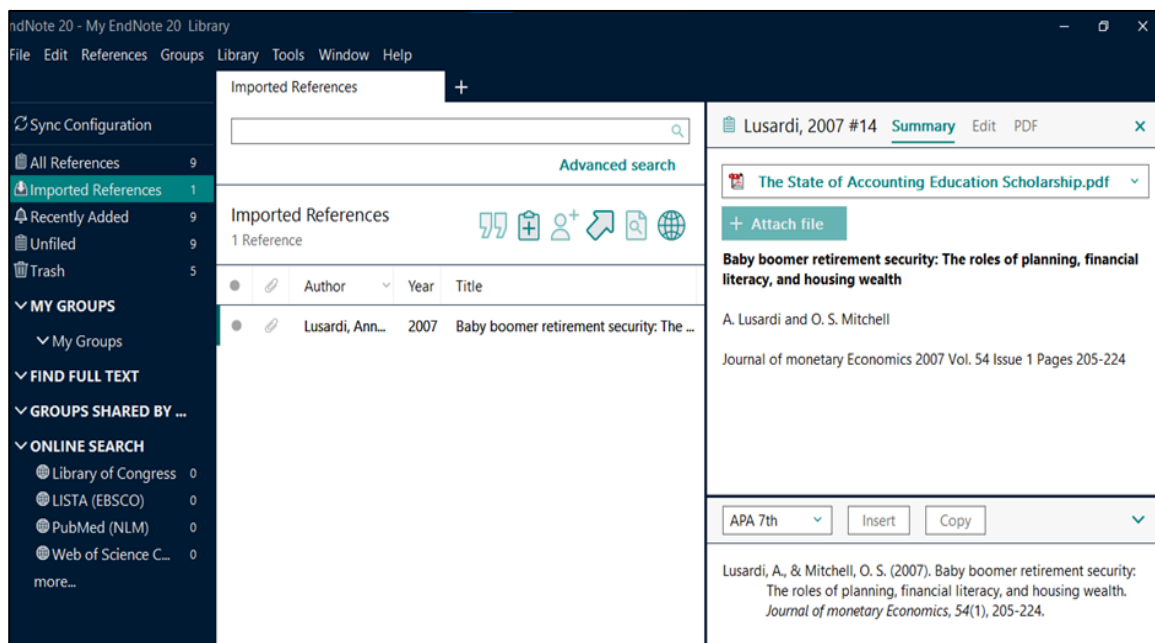 ndNote 20 - My EndNote 20 Library
File Edit References Groups Library Tools Window Help
Imported References
Sync Configuration
All References 9
Imported References 1
Recently Added 9
Unfiled 9
Trash 5
MY GROUPS
My Groups
FIND FULL TEXT
GROUPS SHARED BY ...
ONLINE SEARCH
Library of Congress 0
LISTA (EBSCO) 0
PubMed (NLM) 0
Web of Science C... 0
more...
Advanced search
Imported References
1 Reference
Author Year Title
Lusardi, Ann... 2007 Baby boomer retirement security: The ...
Lusardi, 2007 #14 Summary Edit PDF
The State of Accounting Education Scholarship.pdf
+ Attach file
Baby boomer retirement security: The roles of planning, financial
literacy, and housing wealth
A. Lusardi and O. S. Mitchell
Journal of monetary Economics 2007 Vol. 54 Issue 1 Pages 205-224
APA 7th Insert Copy
Lusardi, A., & Mitchell, O. S. (2007). Baby boomer retirement security:
The roles of planning, financial literacy, and housing wealth.
Journal of monetary Economics, 54(1), 205-224.